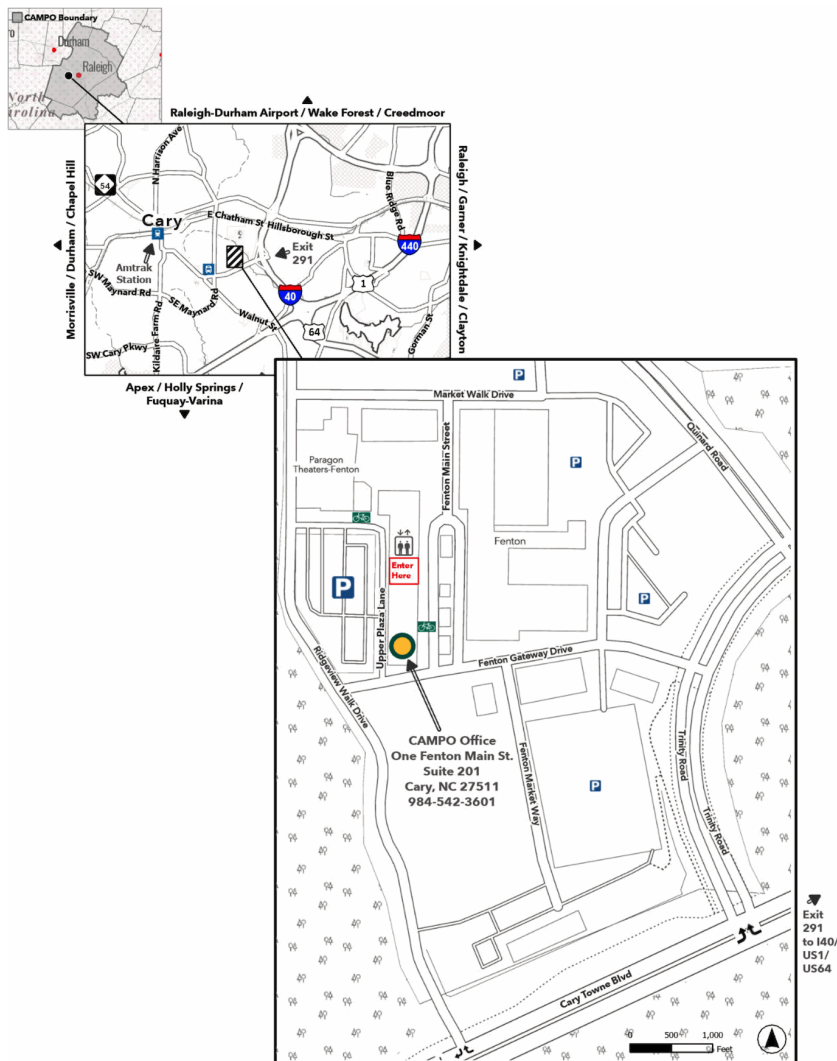 CAMPO Boundary
Durham
Raleigh
North
Carolina
Raleigh-Durham Airport / Wake Forest / Creedmoor
Morrisville / Durham / Chapel Hill
Raleigh / Garner / Knightdale / Clayton
N Harrison Ave
54
Blue Ridge Rd
Cary
E Chatham St
Hillsborough St
440
Exit
291
Amtrak
Station
1
SW Maynard Rd
SE Maynard Rd
40
Walnut St
64
Kildaire Farm Rd
Gorman St
SW Cary Pkwy
Apex / Holly Springs /
Fuquay-Varina
P
Market Walk Drive
Quinard Road
Fenton Main Street
Paragon
Theaters-Fenton
P
Fenton
Enter
Here
P
P
Upper Plaza Lane
Fenton Gateway Drive
Ridgeview Walk Drive
CAMPO Office
One Fenton Main St.
Suite 201
Cary, NC 27511
984-542-3601
Fenton Market Way
Trinity Road
P
Trinity Road
Exit
291
to I40/
US1/
US64
Cary Towne Blvd
0 500 1,000
Feet